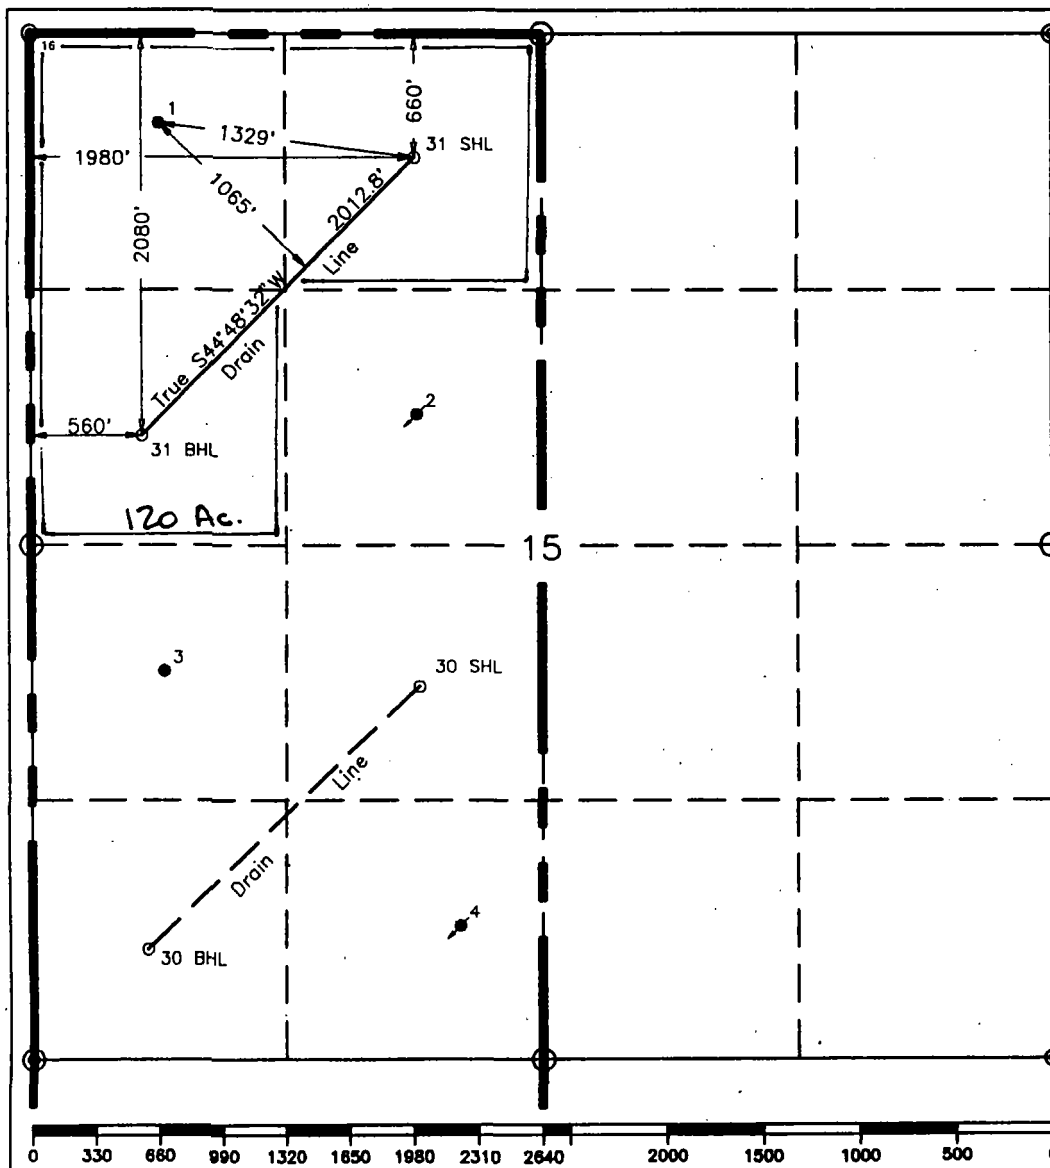 16
1
660'
1329'
31 SHL
1980'
1065'
2012.8'
2080'
Line
True S44°48'32"W
Drain
2
560'
31 BHL
120 Ac.
15
3
30 SHL
Line
Drain
4
30 BHL
0 330 660 990 1320 1650 1980 2310 2640 2000 1500 1000 500